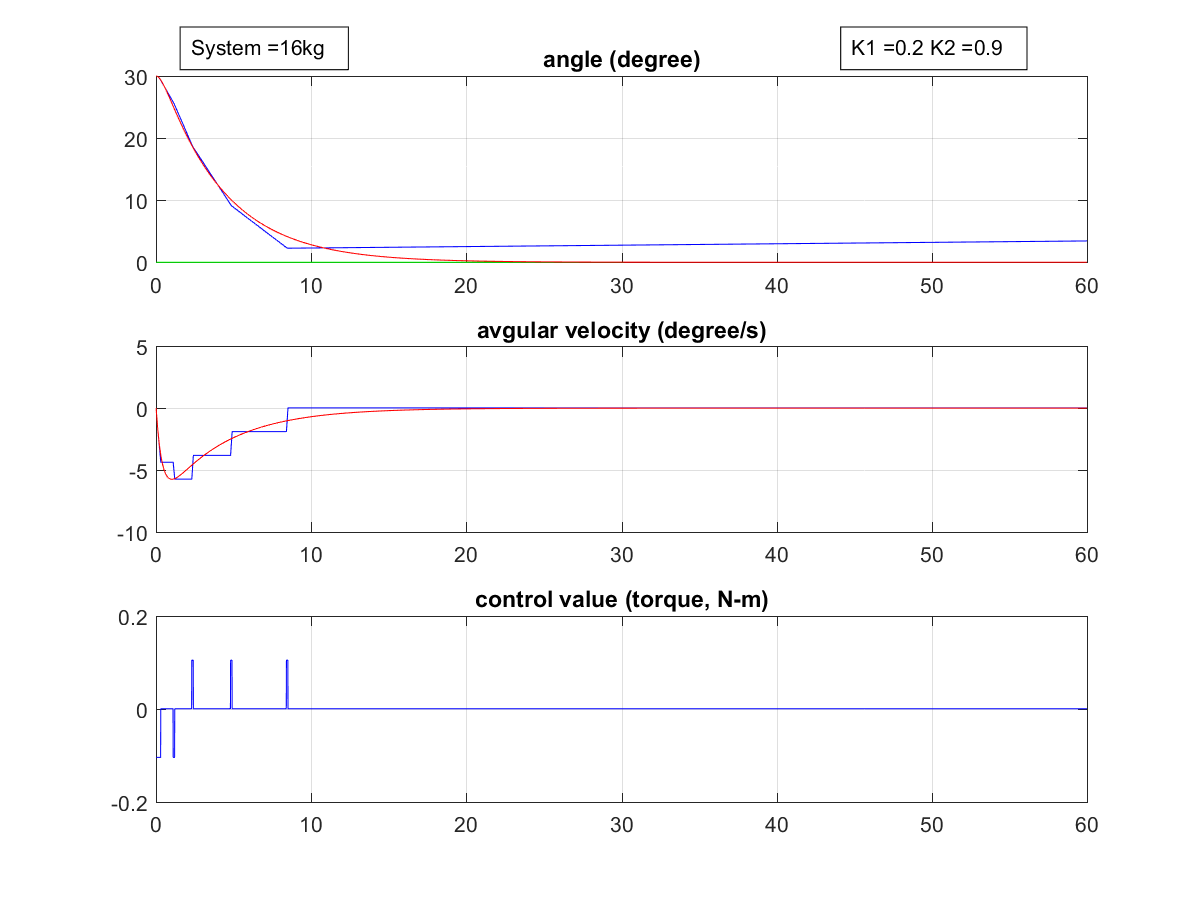 System =16kg
K1 =0.2 K2 =0.9
angle (degree)
30
20
10
0
0 10 20 30 40 50 60
avgular velocity (degree/s)
5
0
-5
-10
0 10 20 30 40 50 60
control value (torque, N-m)
0.2
0
-0.2
0 10 20 30 40 50 60